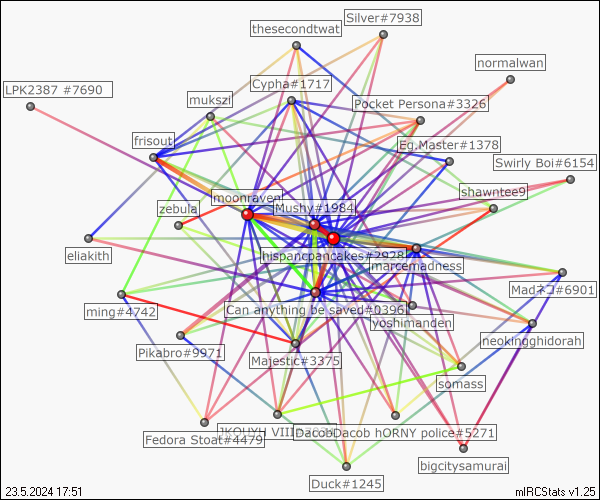 Silver#7938
thesecondtwat
normalwan
LPK2387 #7690
Cypha#1717
mukszi
Pocket Persona#3326
frisout
Eg.Master#1378
Swirly Boi#6154
moonraven
shawntee9
zebula
Mushy#1984
eliakith
hispancpancakes#2928
marcemadness
Madネコ#6901
ming#4742
Can anything be saved#0396
yoshimanden
neokingghidorah
Pikabro#9971
Majestic#3375
somass
Fedora Stoat#4479
JKOUYH VIII
DacobDacob hORNY police#5271
bigcitysamurai
Duck#1245
23.5.2024 17:51
mIRCStats v1.25